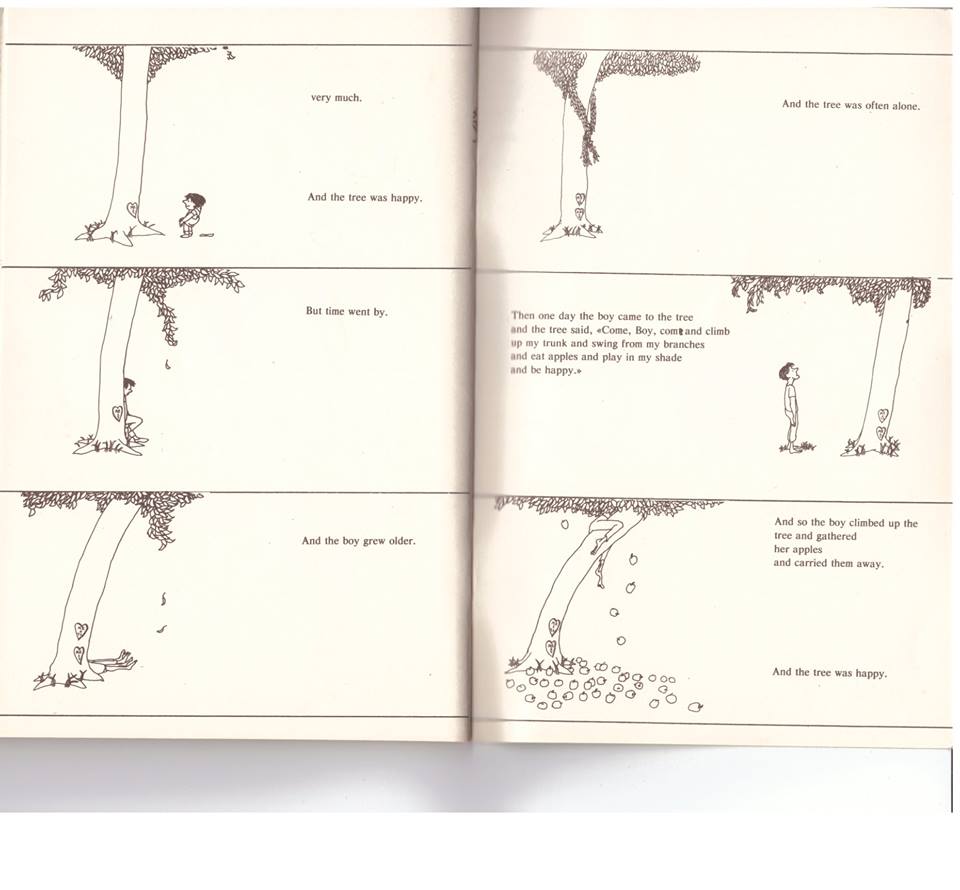 very much.
And the tree was happy.
But time went by.
And the boy grew older.
And the tree was often alone.
Then one day the boy came to the tree
and the tree said, «Come, Boy, come and climb
up my trunk and swing from my branches
and eat apples and play in my shade
and be happy.»
And so the boy climbed up the
tree and gathered
her apples
and carried them away.
And the tree was happy.